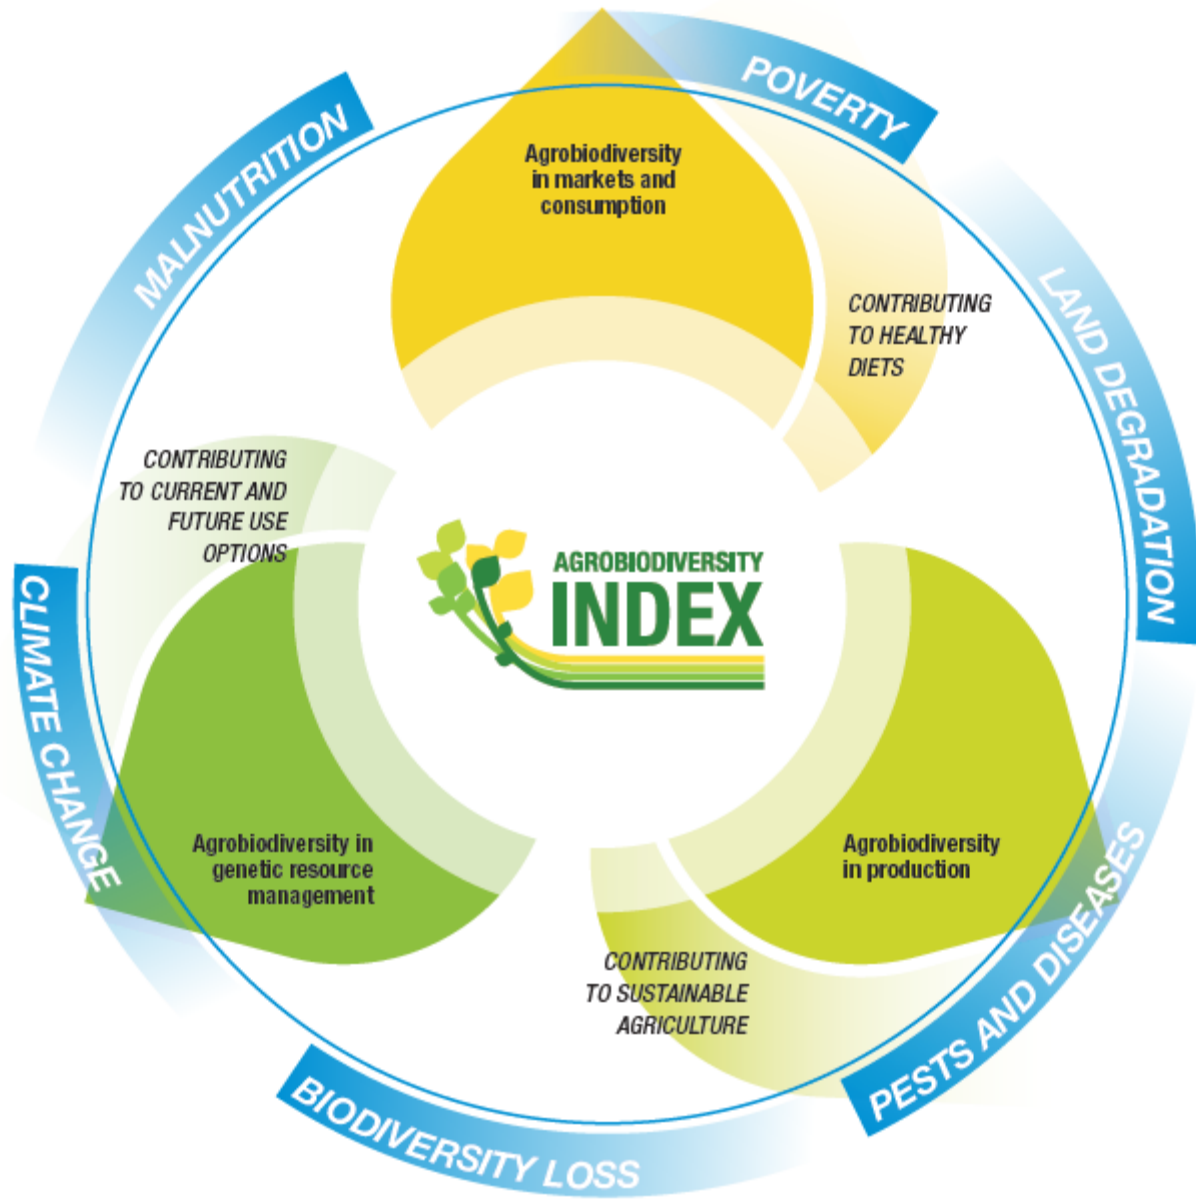 POVERTY
MALNUTRITION
Agrobiodiversity
in markets and
consumption
LAND DEGRADATION
CONTRIBUTING
TO HEALTHY
DIETS
CONTRIBUTING
TO CURRENT AND
FUTURE USE
OPTIONS
AGROBIODIVERSITY
INDEX
CLIMATE CHANGE
Agrobiodiversity in
genetic resource
management
Agrobiodiversity
in production
PESTS AND DISEASES
CONTRIBUTING
TO SUSTAINABLE
AGRICULTURE
BIODIVERSITY LOSS